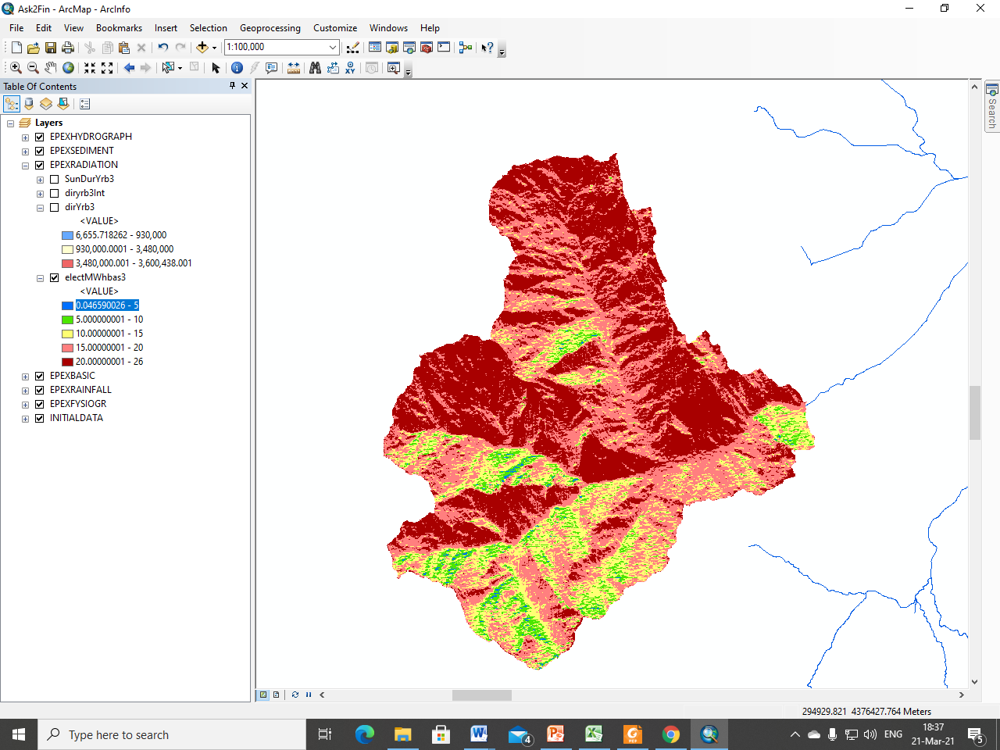 Ask2Fin - ArcMap - ArcInfo
File Edit View Bookmarks Insert Selection Geoprocessing Customize Windows Help
1:100,000
XY
Table Of Contents
Layers
EPEXHYDROGRAPH
EPEXSEDIMENT
EPEXRADIATION
SunDurYrb3
diryrb3Int
dirYrb3
<VALUE>
6,655.718262 - 930,000
930,000.0001 - 3,480,000
3,480,000.001 - 3,600,438.001
electMWhbas3
<VALUE>
0.046590026 - 5
5.000000001 - 10
10.00000001 - 15
15.00000001 - 20
20.00000001 - 26
EPEXBASIC
EPEXRAINFALL
EPEXFYSIOGR
INITIALDATA
Search
294929.821 4376427.764 Meters
Type here to search
4
PDF
ENG
18:37
21-Mar-21
5